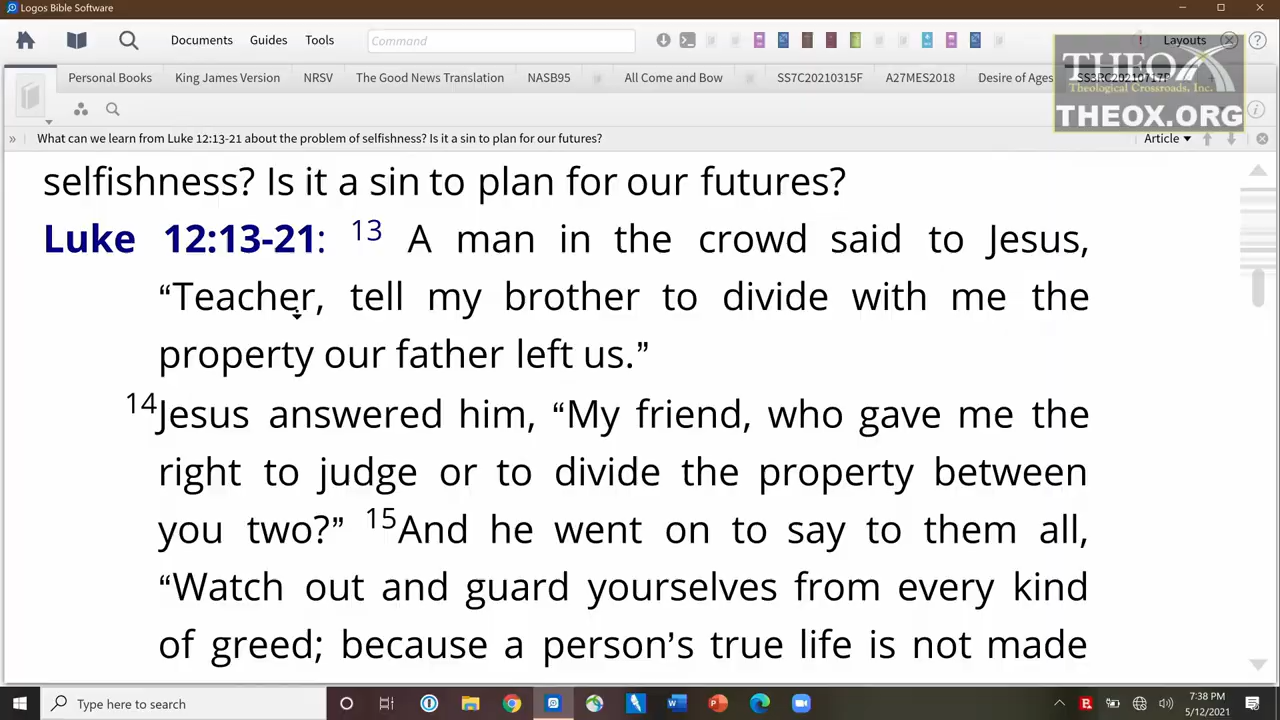 Logos Bible Software
Documents Guides Tools Command Layouts
THEOX
Theological Crossroads, Inc.
THEOX.ORG
Personal Books King James Version NRSV The Good News Translation NASB95 All Come and Bow SS7C20210315F A27MES2018 Desire of Ages SS3RC20210717P
What can we learn from Luke 12:13-21 about the problem of selfishness? Is it a sin to plan for our futures? Article
selfishness? Is it a sin to plan for our futures?
Luke 12:13-21: 13 A man in the crowd said to Jesus,
“Teacher, tell my brother to divide with me the
property our father left us.”
14Jesus answered him, “My friend, who gave me the
right to judge or to divide the property between
you two?” 15And he went on to say to them all,
“Watch out and guard yourselves from every kind
of greed; because a person’s true life is not made
Type here to search
7:38 PM
5/12/2021